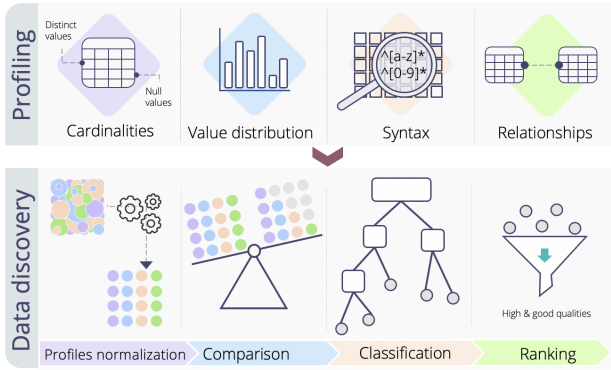 Profiling
Distinct
values
Null
values
Cardinalities
Value distribution
^[a-z]*
^[0-9]*
Syntax
Relationships
Data discovery
High & good qualities
Profiles normalization
Comparison
Classification
Ranking